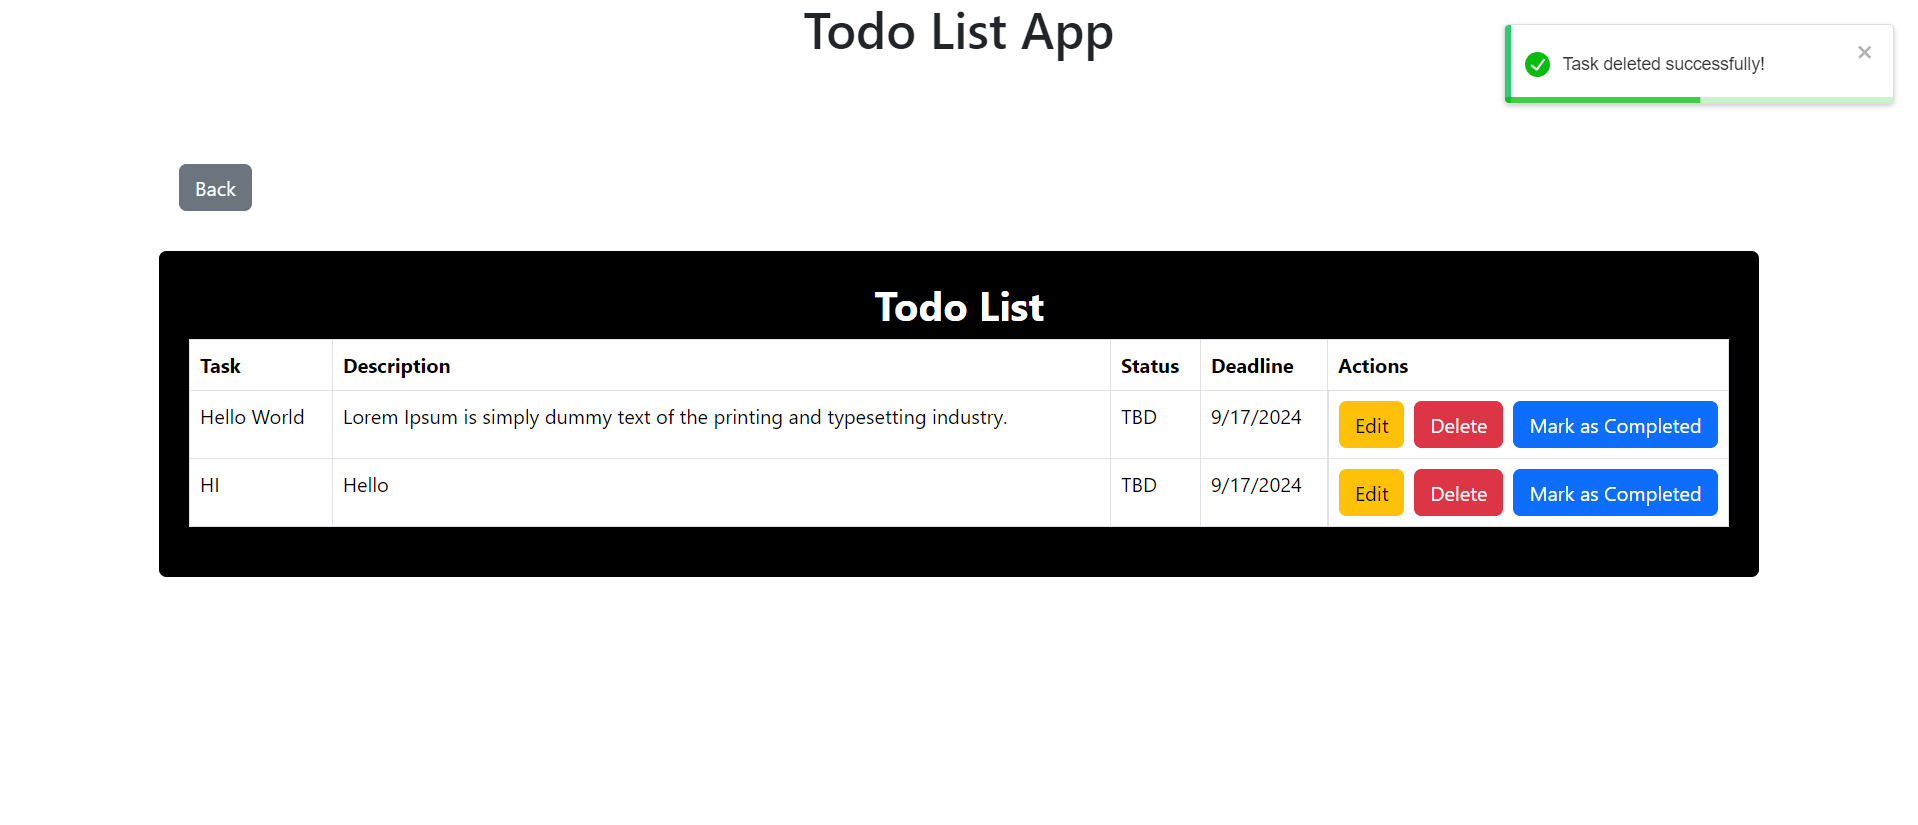 Todo List App
Task deleted successfully!
Back
Todo List
Task Description Status Deadline Actions
Hello World Lorem Ipsum is simply dummy text of the printing and typesetting industry. TBD 9/17/2024 Edit Delete Mark as Completed
HI Hello TBD 9/17/2024 Edit Delete Mark as Completed